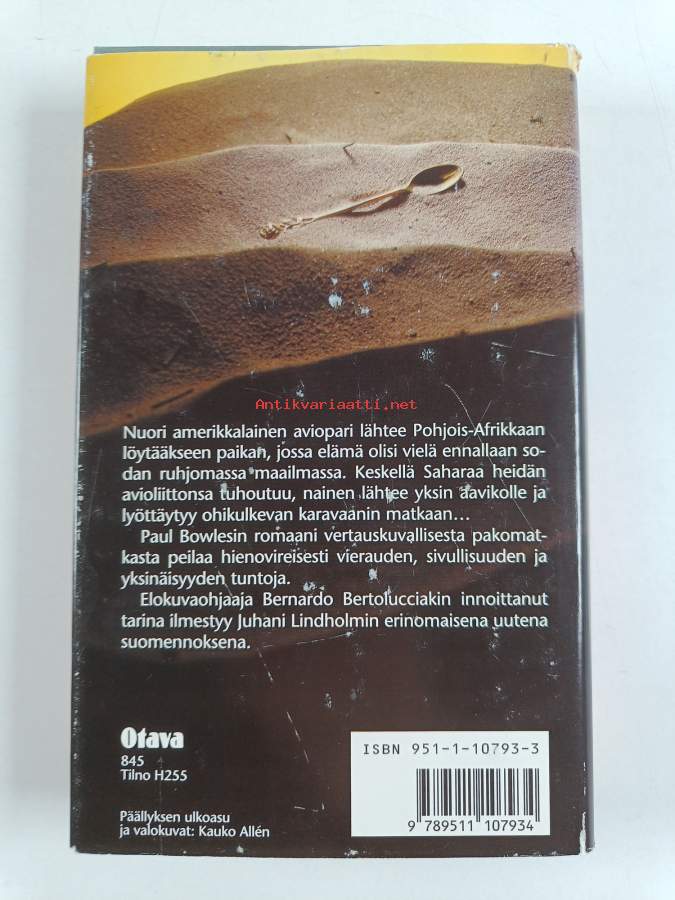 Antikvariaatti.net
Nuori amerikkalainen aviopari lähtee Pohjois-Afrikkaan
löytääkseen paikan, jossa elämä olisi vielä ennallaan so-
dan ruhjomassa maailmassa. Keskellä Saharaa heidän
avioliittonsa tuhoutuu, nainen lähtee yksin aavikolle ja
lyöttäytyy ohikulkevan karavaanin matkaan...
Paul Bowlesin romaani vertauskuvallisesta pakomat-
kasta peilaa hienovireisesti vierauden, sivullisuuden ja
yksinäisyyden tuntoja.
Elokuvaohjaaja Bernardo Bertolucciakin innoittanut
tarina ilmestyy Juhani Lindholmin erinomaisena uutena
suomennoksena.
Otava
845
Tilno H255
Päällyksen ulkoasu
ja valokuvat: Kauko Allén
ISBN 951-1-10793-3
9 789511 107934